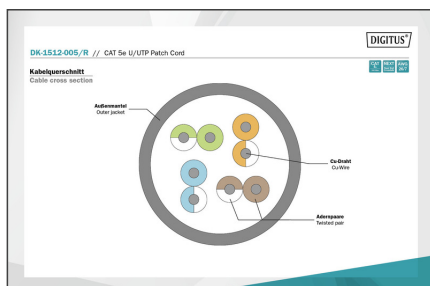 DIGITUS®
DK-1512-005/R // CAT 5e U/UTP Patch Cord
Kabelquerschnitt
Cable cross section
Außenmantel
Outer jacket
Cu-Draht
Cu-Wire
Aderspaare
Twisted pair